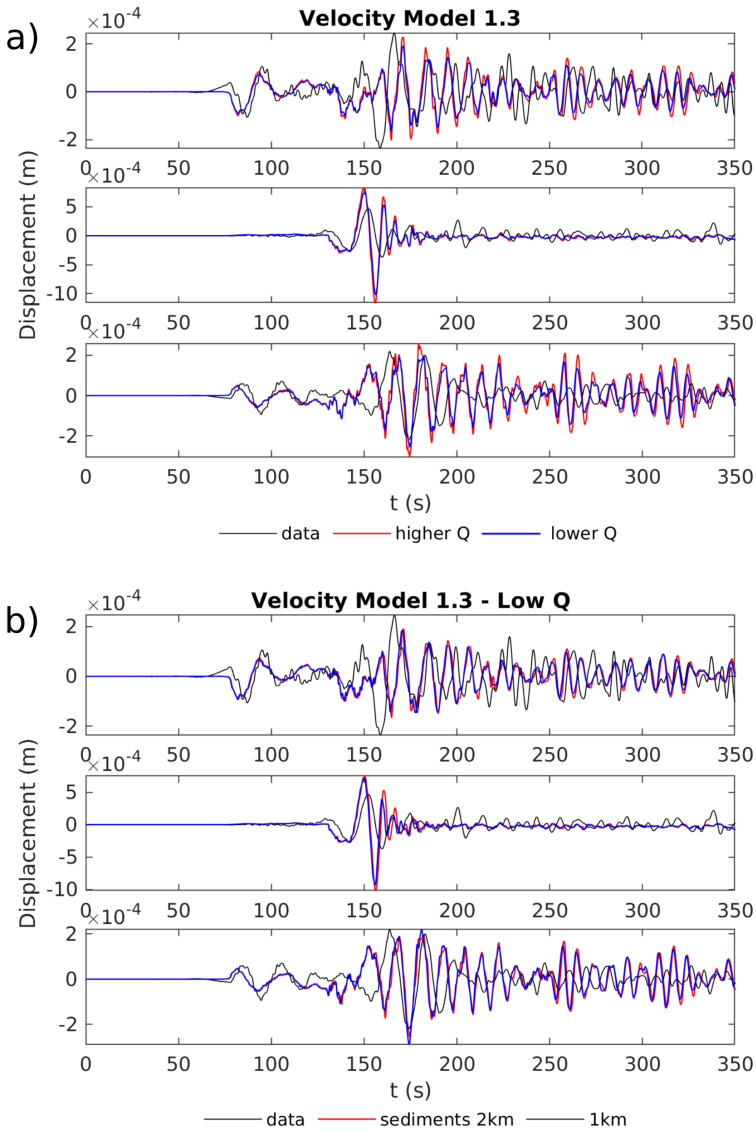 Velocity Model 1.3
a)
×10⁻⁴
2
0
-2
0 50 100 150 200 250 300 350
×10⁻⁴
5
0
-5
-10
Displacement (m)
0 50 100 150 200 250 300 350
×10⁻⁴
2
0
-2
0 50 100 150 200 250 300 350
t (s)
data higher Q lower Q
Velocity Model 1.3 - Low Q
b)
×10⁻⁴
2
0
-2
0 50 100 150 200 250 300 350
×10⁻⁴
5
0
-5
-10
Displacement (m)
0 50 100 150 200 250 300 350
×10⁻⁴
2
0
-2
0 50 100 150 200 250 300 350
t (s)
data sediments 2km 1km